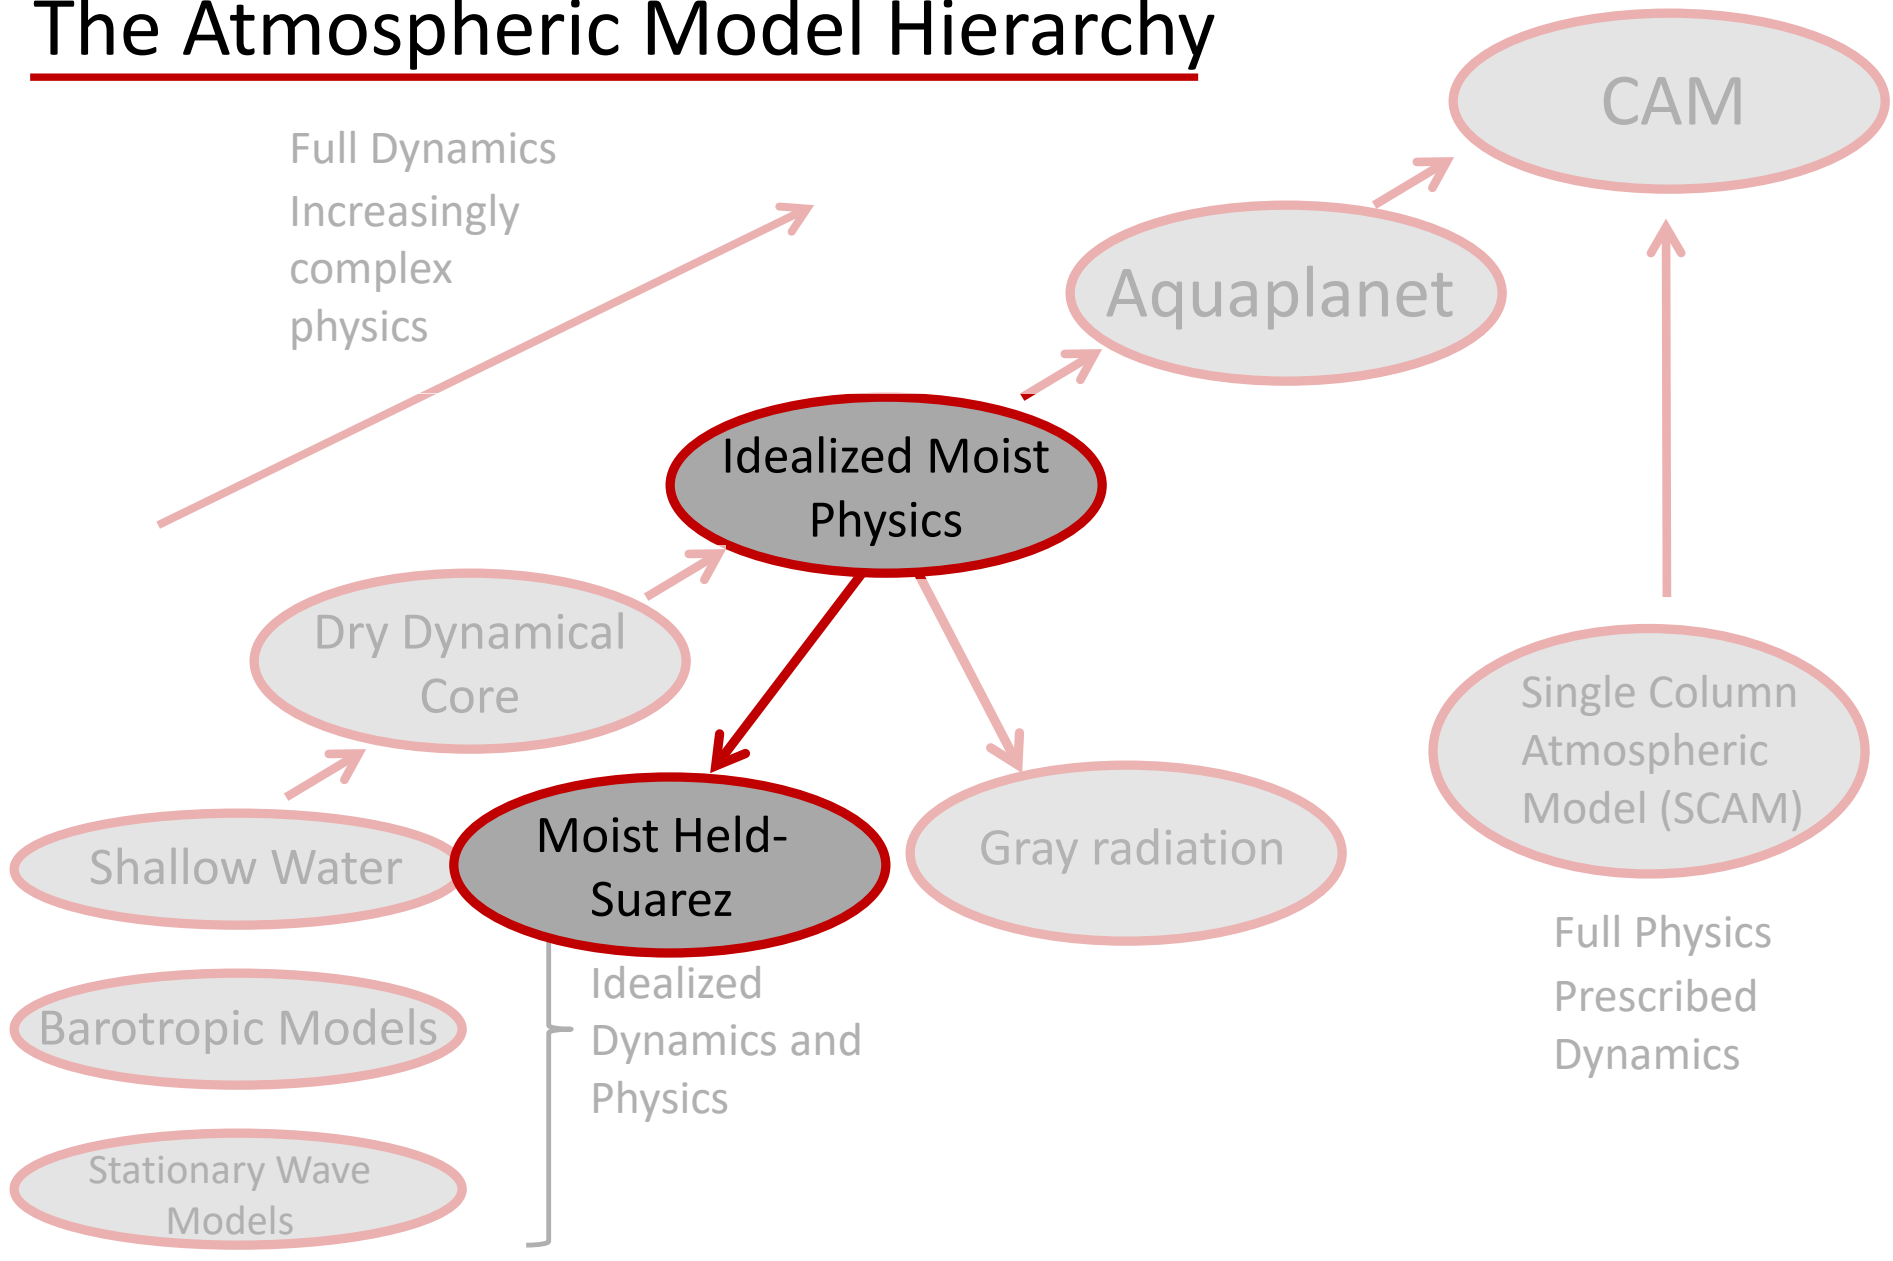 The Atmospheric Model Hierarchy
CAM
Full Dynamics
Increasingly
complex
physics
Aquaplanet
Idealized Moist
Physics
Dry Dynamical
Core
Single Column
Atmospheric
Model (SCAM)
Moist Held-
Suarez
Gray radiation
Shallow Water
Full Physics
Prescribed
Dynamics
Idealized
Dynamics and
Physics
Barotropic Models
Stationary Wave
Models